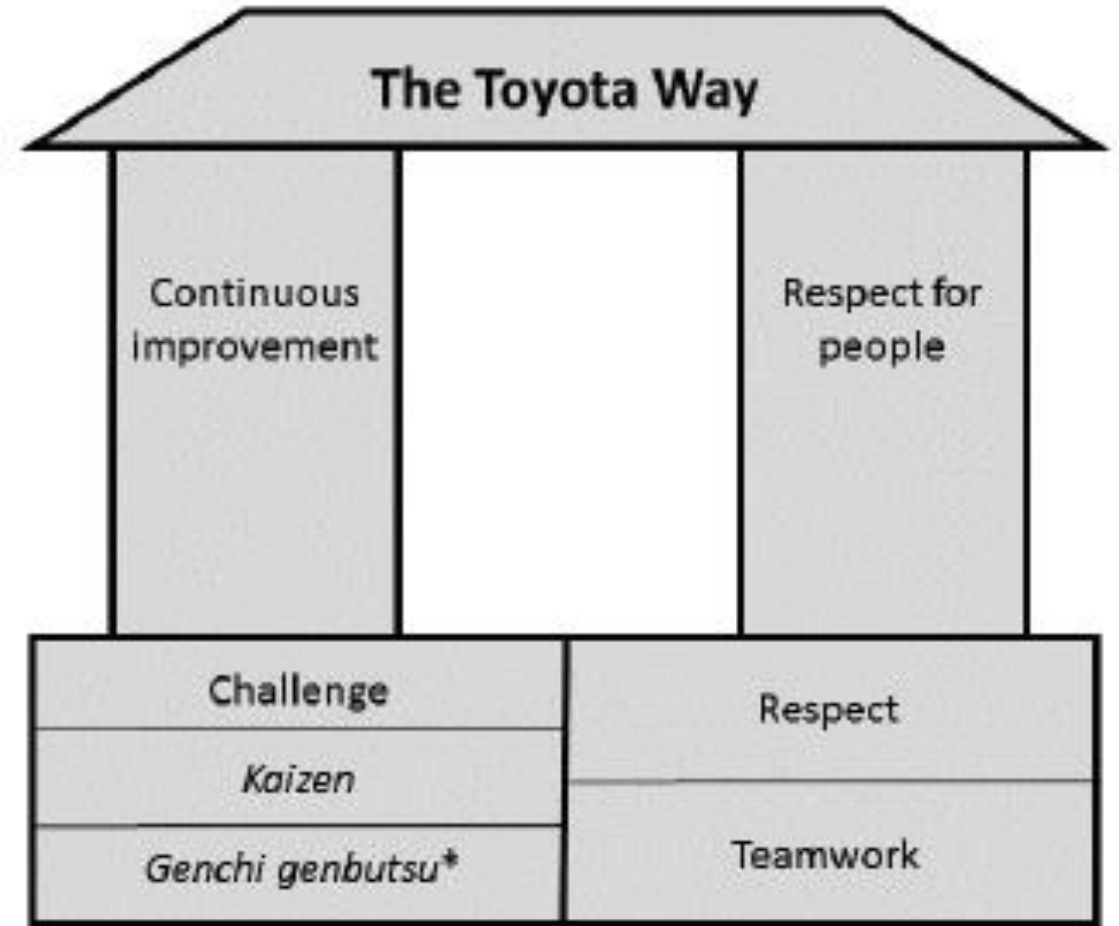 The Toyota Way
Continuous
improvement
Respect for
people
Challenge
Kaizen
Genchi genbutsu*
Respect
Teamwork